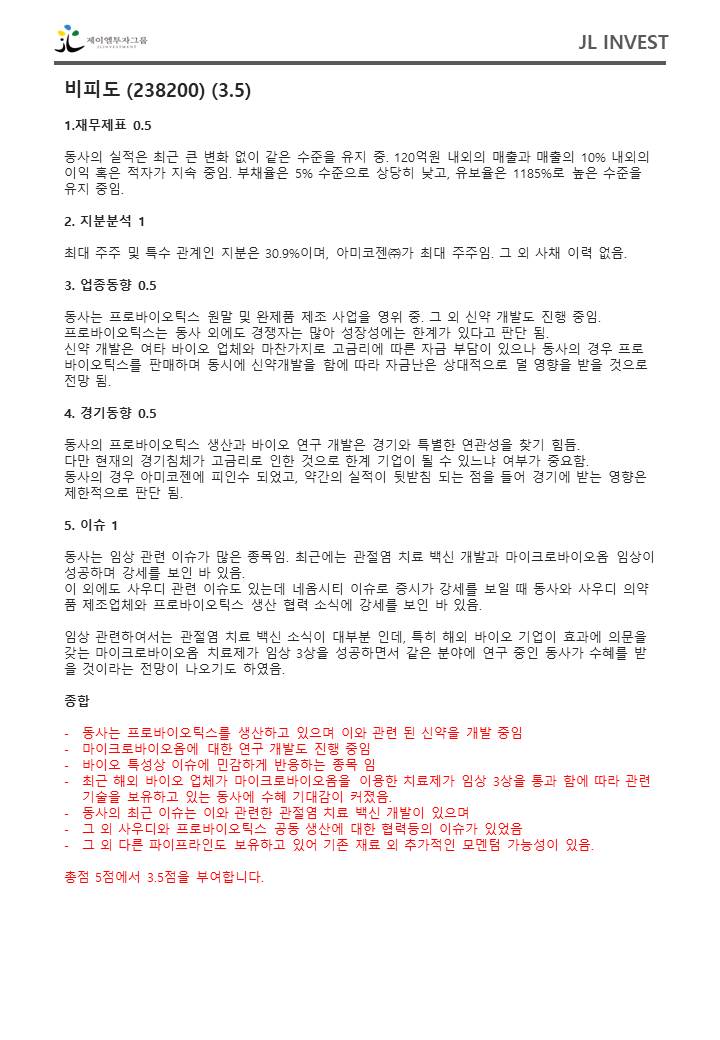 제이엘투자그룹
JLINVESTMENT
JL INVEST
비피도 (238200) (3.5)
1.재무제표 0.5
동사의 실적은 최근 큰 변화 없이 같은 수준을 유지 중. 120억원 내외의 매출과 매출의 10% 내외의
이익 혹은 적자가 지속 중임. 부채율은 5% 수준으로 상당히 낮고, 유보율은 1185%로 높은 수준을
유지 중임.
2. 지분분석 1
최대 주주 및 특수 관계인 지분은 30.9%이며, 아미코젠㈜가 최대 주주임. 그 외 사채 이력 없음.
3. 업종동향 0.5
동사는 프로바이오틱스 원말 및 완제품 제조 사업을 영위 중. 그 외 신약 개발도 진행 중임.
프로바이오틱스는 동사 외에도 경쟁자는 많아 성장성에는 한계가 있다고 판단 됨.
신약 개발은 여타 바이오 업체와 마찬가지로 고금리에 따른 자금 부담이 있으나 동사의 경우 프로
바이오틱스를 판매하며 동시에 신약개발을 함에 따라 자금난은 상대적으로 덜 영향을 받을 것으로
전망 됨.
4. 경기동향 0.5
동사의 프로바이오틱스 생산과 바이오 연구 개발은 경기와 특별한 연관성을 찾기 힘듬.
다만 현재의 경기침체가 고금리로 인한 것으로 한계 기업이 될 수 있느냐 여부가 중요함.
동사의 경우 아미코젠에 피인수 되었고, 약간의 실적이 뒷받침 되는 점을 들어 경기에 받는 영향은
제한적으로 판단 됨.
5. 이슈 1
동사는 임상 관련 이슈가 많은 종목임. 최근에는 관절염 치료 백신 개발과 마이크로바이오옴 임상이
성공하며 강세를 보인 바 있음.
이 외에도 사우디 관련 이슈도 있는데 네옴시티 이슈로 증시가 강세를 보일 때 동사와 사우디 의약
품 제조업체와 프로바이오틱스 생산 협력 소식에 강세를 보인 바 있음.
임상 관련하여서는 관절염 치료 백신 소식이 대부분 인데, 특히 해외 바이오 기업이 효과에 의문을
갖는 마이크로바이오옴 치료제가 임상 3상을 성공하면서 같은 분야에 연구 중인 동사가 수혜를 받
을 것이라는 전망이 나오기도 하였음.
종합
- 동사는 프로바이오틱스를 생산하고 있으며 이와 관련 된 신약을 개발 중임
- 마이크로바이오옴에 대한 연구 개발도 진행 중임
- 바이오 특성상 이슈에 민감하게 반응하는 종목 임
- 최근 해외 바이오 업체가 마이크로바이오옴을 이용한 치료제가 임상 3상을 통과 함에 따라 관련
기술을 보유하고 있는 동사에 수혜 기대감이 커졌음.
- 동사의 최근 이슈는 이와 관련한 관절염 치료 백신 개발이 있으며
- 그 외 사우디와 프로바이오틱스 공동 생산에 대한 협력등의 이슈가 있었음
- 그 외 다른 파이프라인도 보유하고 있어 기존 재료 외 추가적인 모멘텀 가능성이 있음.
총점 5점에서 3.5점을 부여합니다.